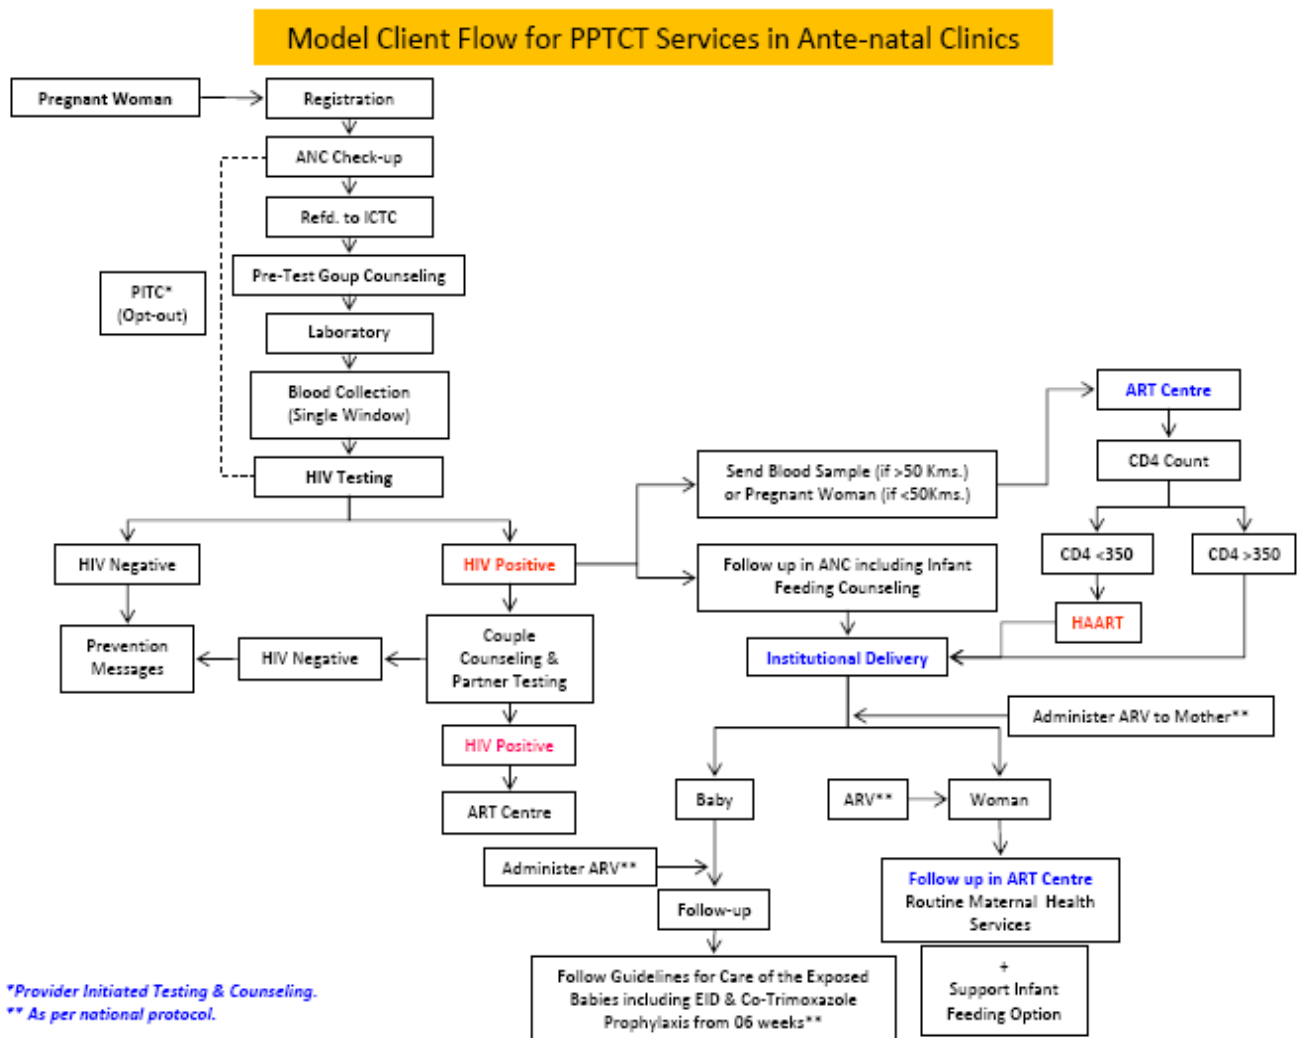 Model Client Flow for PPTCT Services in Ante-natal Clinics
Pregnant Woman
Registration
ANC Check-up
Refd. to ICTC
Pre-Test Goup Counseling
PITC*
(Opt-out)
Laboratory
Blood Collection
(Single Window)
HIV Testing
ART Centre
CD4 Count
Send Blood Sample (if >50 Kms.)
or Pregnant Woman (if <50Kms.)
HIV Negative
HIV Positive
Follow up in ANC including Infant
Feeding Counseling
CD4 <350
CD4 >350
HAART
Prevention
Messages
HIV Negative
Couple
Counseling &
Partner Testing
Institutional Delivery
HIV Positive
Administer ARV to Mother**
ART Centre
Baby
ARV**
Woman
Administer ARV**
Follow-up
Follow up in ART Centre
Routine Maternal Health
Services
+
Support Infant
Feeding Option
Follow Guidelines for Care of the Exposed
Babies including EID & Co-Trimoxazole
Prophylaxis from 06 weeks**
*Provider Initiated Testing & Counseling.
** As per national protocol.